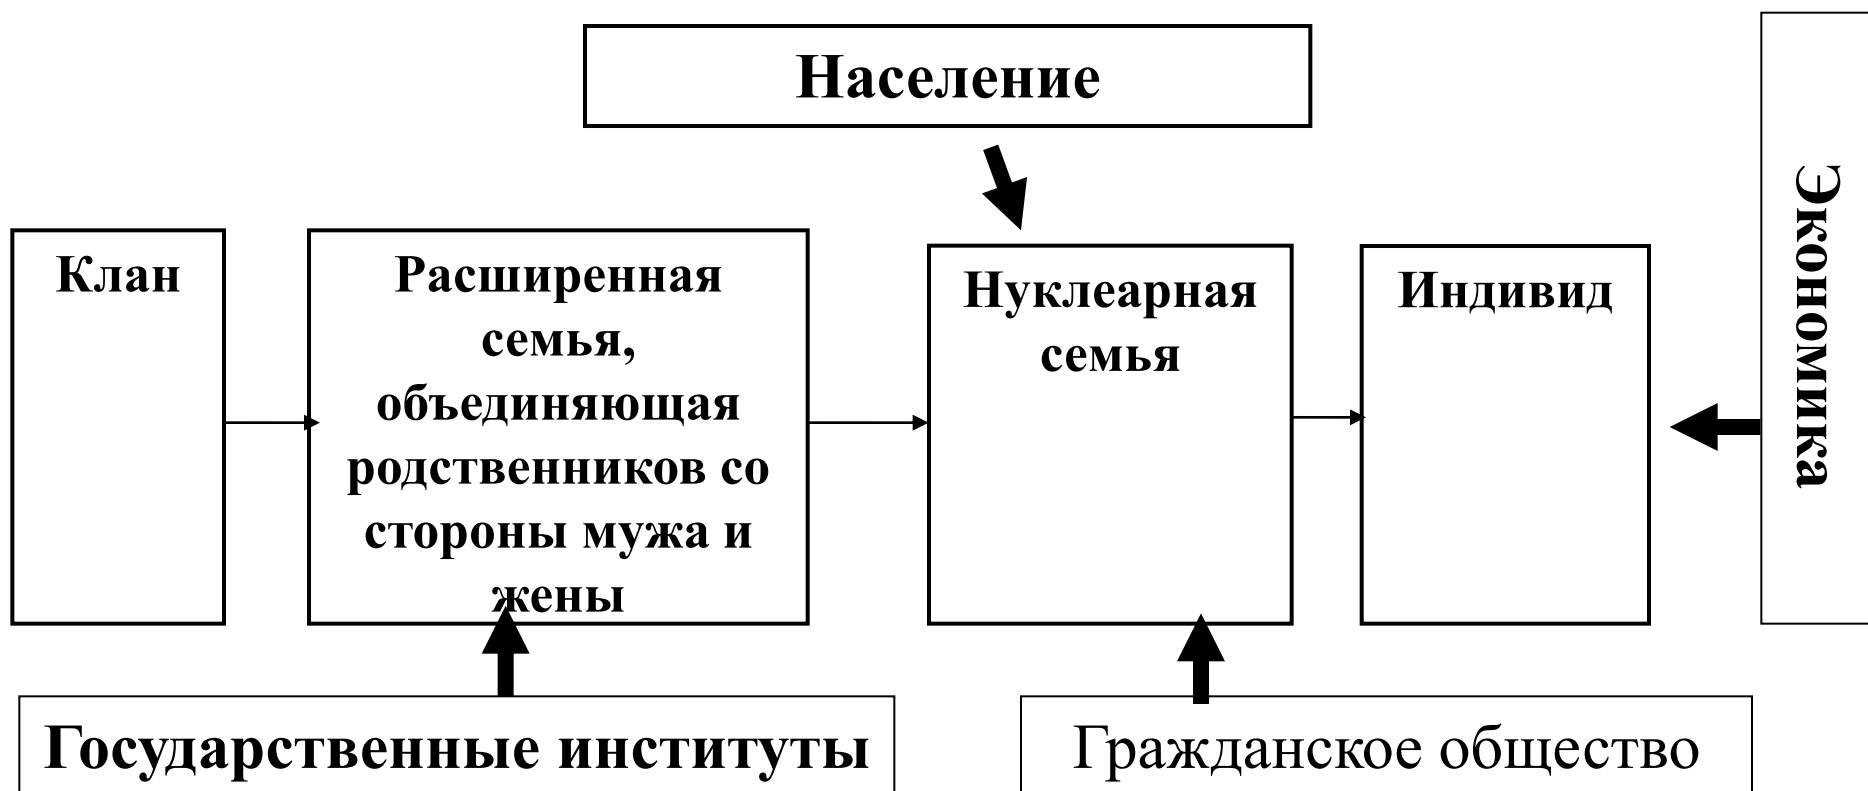 Население
Экономика
Клан
Расширенная
семья,
объединяющая
родственников со
стороны мужа и
жены
Нуклеарная
семья
Индивид
Государственные институты
Гражданское общество